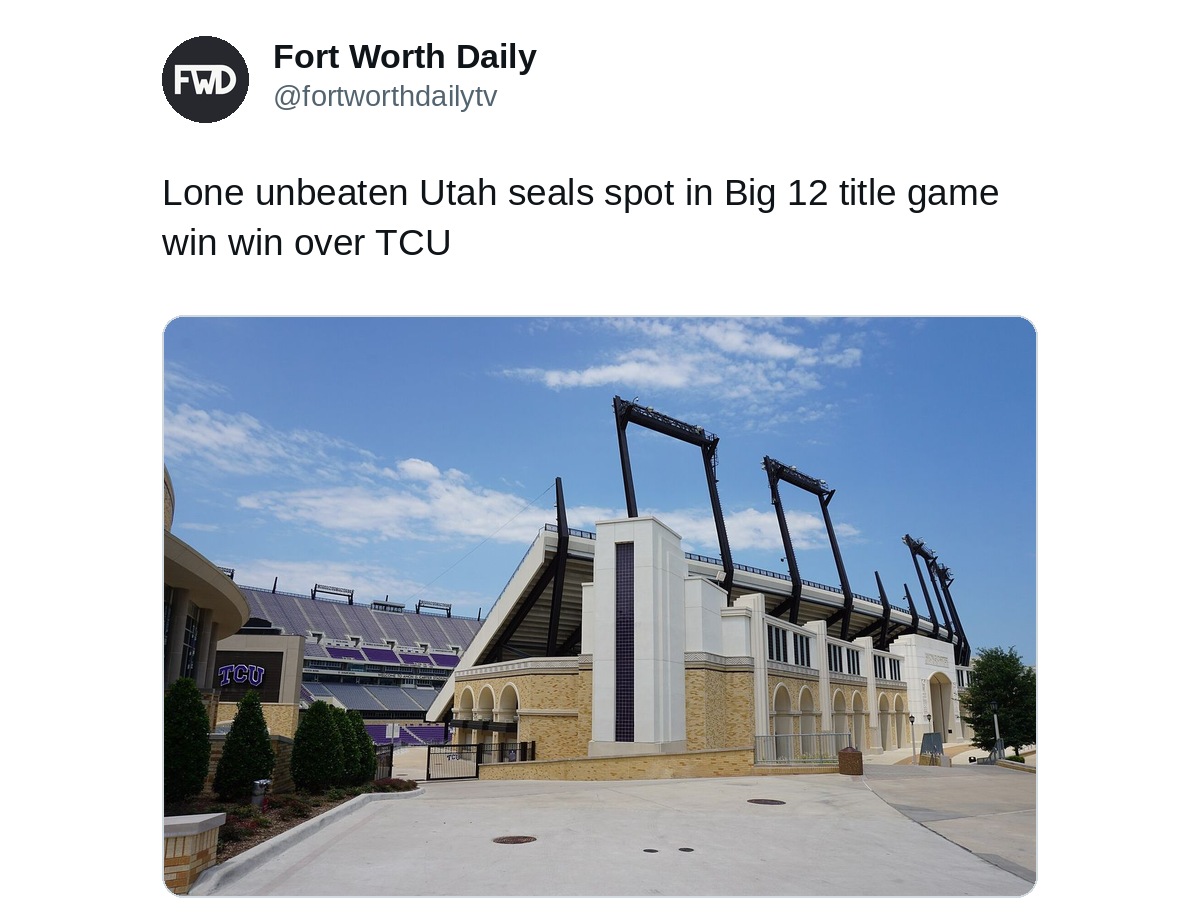 FWD
Fort Worth Daily
@fortworthdailytv
Lone unbeaten Utah seals spot in Big 12 title game
win win over TCU
TCU
TCU